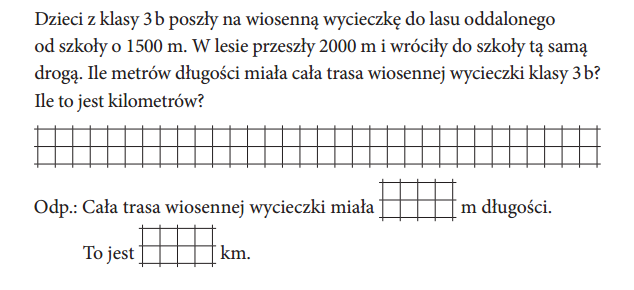 Dzieci z klasy 3 b poszły na wiosenną wycieczkę do lasu oddalonego
od szkoły o 1500 m. W lesie przeszły 2000 m i wróciły do szkoły tą samą
drogą. Ile metrów długości miała cała trasa wiosennej wycieczki klasy 3 b?
Ile to jest kilometrów?
Odp.: Cała trasa wiosennej wycieczki miała m długości.
To jest km.